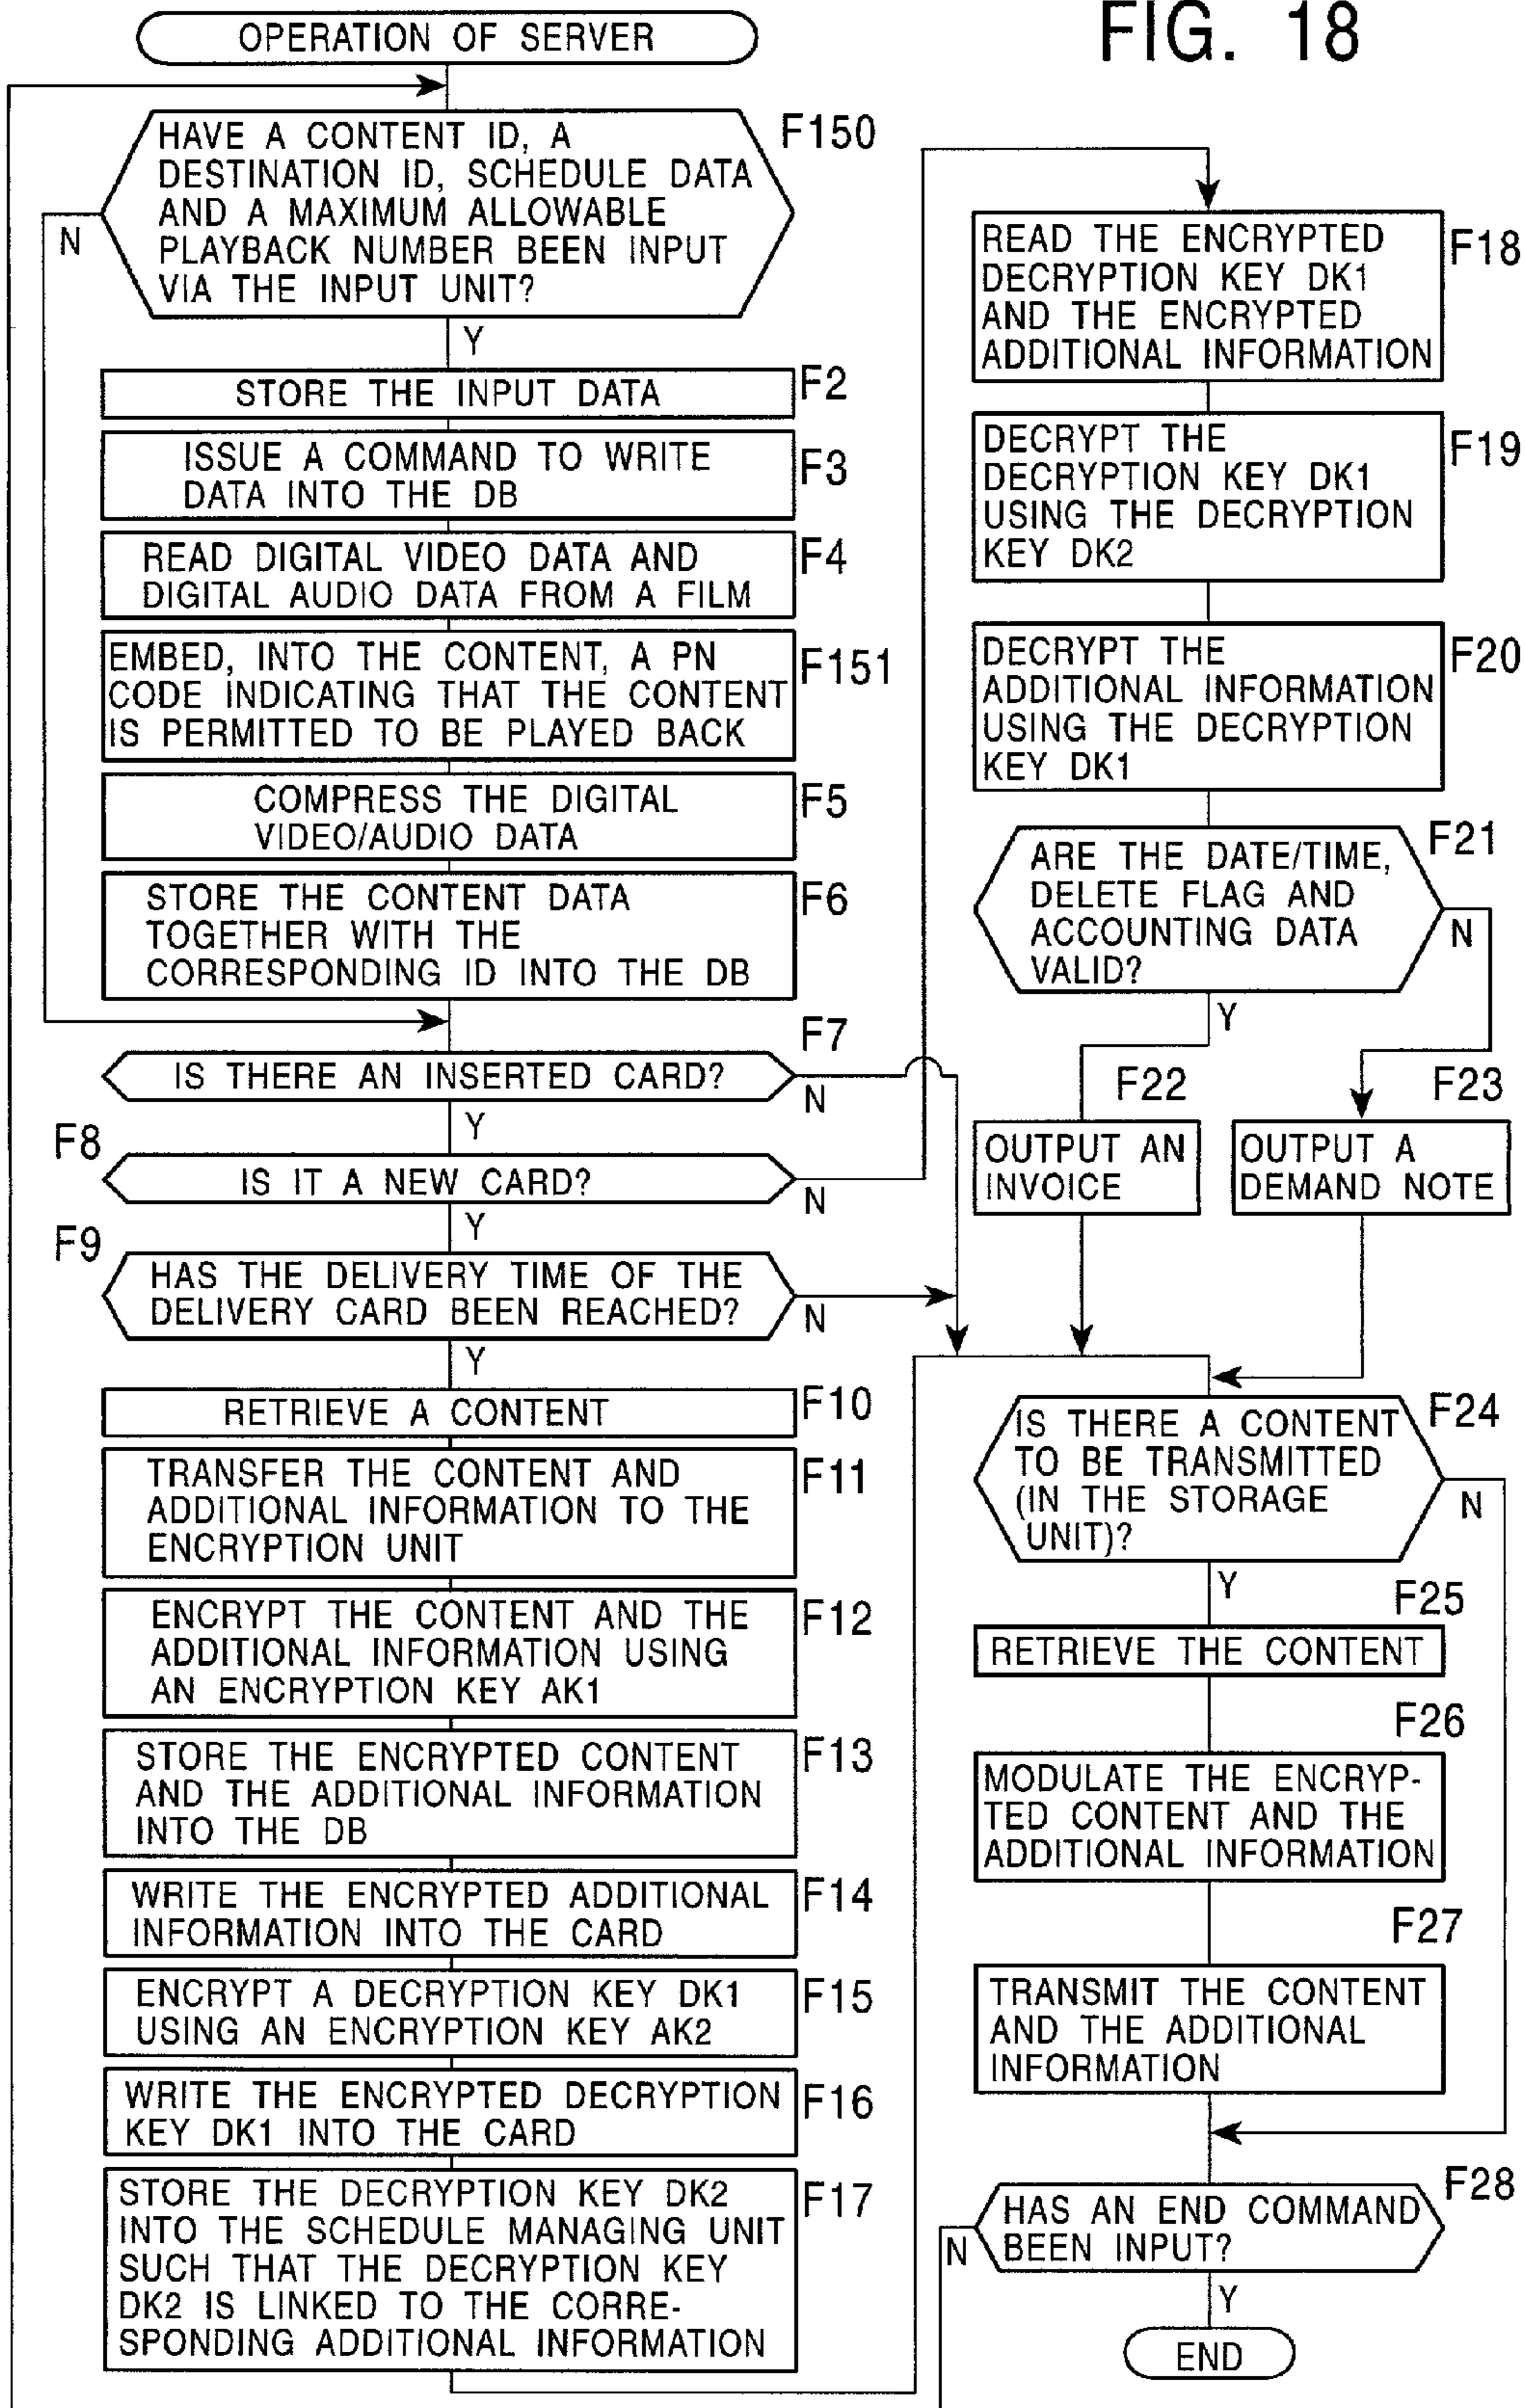 FIG. 18
OPERATION OF SERVER
HAVE A CONTENT ID, A
DESTINATION ID, SCHEDULE DATA
AND A MAXIMUM ALLOWABLE
PLAYBACK NUMBER BEEN INPUT
VIA THE INPUT UNIT?
F150
N
Y
STORE THE INPUT DATA
F2
ISSUE A COMMAND TO WRITE
DATA INTO THE DB
F3
READ DIGITAL VIDEO DATA AND
DIGITAL AUDIO DATA FROM A FILM
F4
EMBED, INTO THE CONTENT, A PN
CODE INDICATING THAT THE CONTENT
IS PERMITTED TO BE PLAYED BACK
F151
COMPRESS THE DIGITAL
VIDEO/AUDIO DATA
F5
STORE THE CONTENT DATA
TOGETHER WITH THE
CORRESPONDING ID INTO THE DB
F6
F7
IS THERE AN INSERTED CARD?
N
Y
F8
IS IT A NEW CARD?
N
Y
F9
HAS THE DELIVERY TIME OF THE
DELIVERY CARD BEEN REACHED?
N
Y
RETRIEVE A CONTENT
F10
TRANSFER THE CONTENT AND
ADDITIONAL INFORMATION TO THE
ENCRYPTION UNIT
F11
ENCRYPT THE CONTENT AND THE
ADDITIONAL INFORMATION USING
AN ENCRYPTION KEY AK1
F12
STORE THE ENCRYPTED CONTENT
AND THE ADDITIONAL INFORMATION
INTO THE DB
F13
WRITE THE ENCRYPTED ADDITIONAL
INFORMATION INTO THE CARD
F14
ENCRYPT A DECRYPTION KEY DK1
USING AN ENCRYPTION KEY AK2
F15
WRITE THE ENCRYPTED DECRYPTION
KEY DK1 INTO THE CARD
F16
STORE THE DECRYPTION KEY DK2
INTO THE SCHEDULE MANAGING UNIT
SUCH THAT THE DECRYPTION KEY
DK2 IS LINKED TO THE CORRE-
SPONDING ADDITIONAL INFORMATION
F17
READ THE ENCRYPTED
DECRYPTION KEY DK1
AND THE ENCRYPTED
ADDITIONAL INFORMATION
F18
DECRYPT THE
DECRYPTION KEY DK1
USING THE DECRYPTION
KEY DK2
F19
DECRYPT THE
ADDITIONAL INFORMATION
USING THE DECRYPTION
KEY DK1
F20
ARE THE DATE/TIME,
DELETE FLAG AND
ACCOUNTING DATA
VALID?
F21
N
Y
F22
OUTPUT AN
INVOICE
F23
OUTPUT A
DEMAND NOTE
IS THERE A CONTENT
TO BE TRANSMITTED
(IN THE STORAGE
UNIT)?
F24
N
Y
F25
RETRIEVE THE CONTENT
F26
MODULATE THE ENCRYP-
TED CONTENT AND THE
ADDITIONAL INFORMATION
F27
TRANSMIT THE CONTENT
AND THE ADDITIONAL
INFORMATION
F28
HAS AN END COMMAND
BEEN INPUT?
N
Y
END